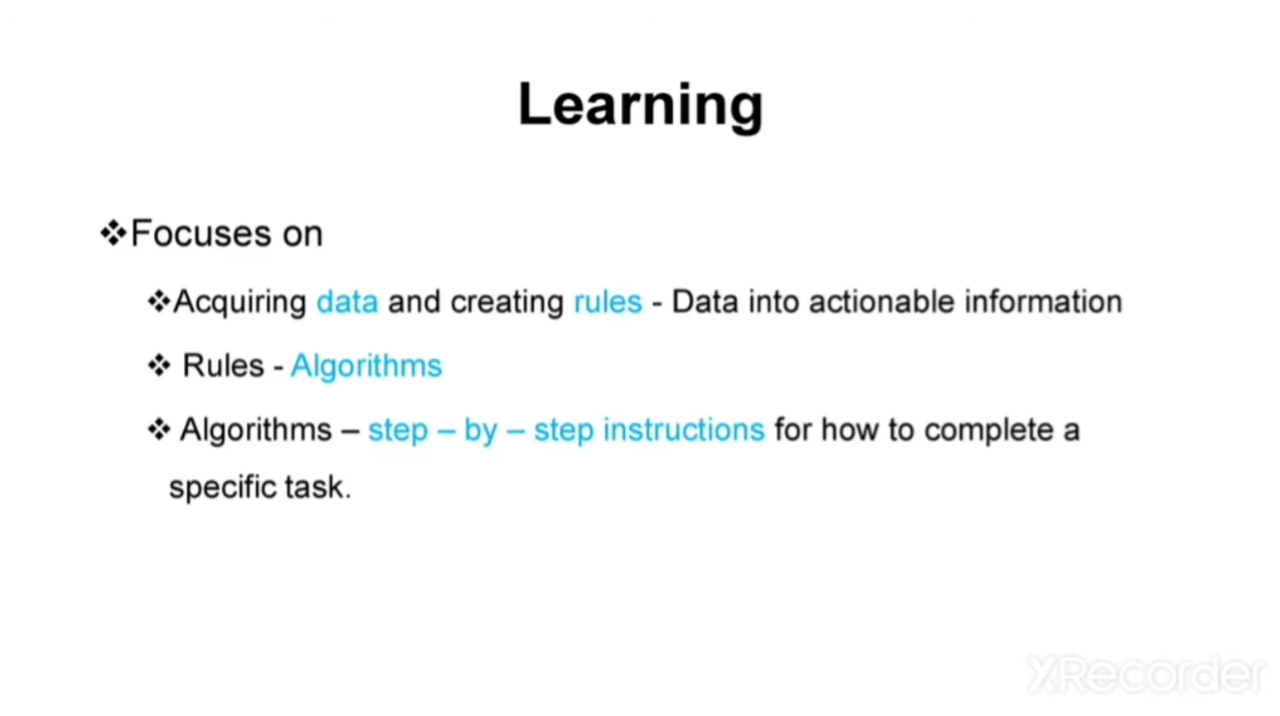 Learning
❖Focuses on
❖Acquiring data and creating rules - Data into actionable information
❖ Rules - Algorithms
❖ Algorithms – step – by – step instructions for how to complete a
specific task.
XRecorder